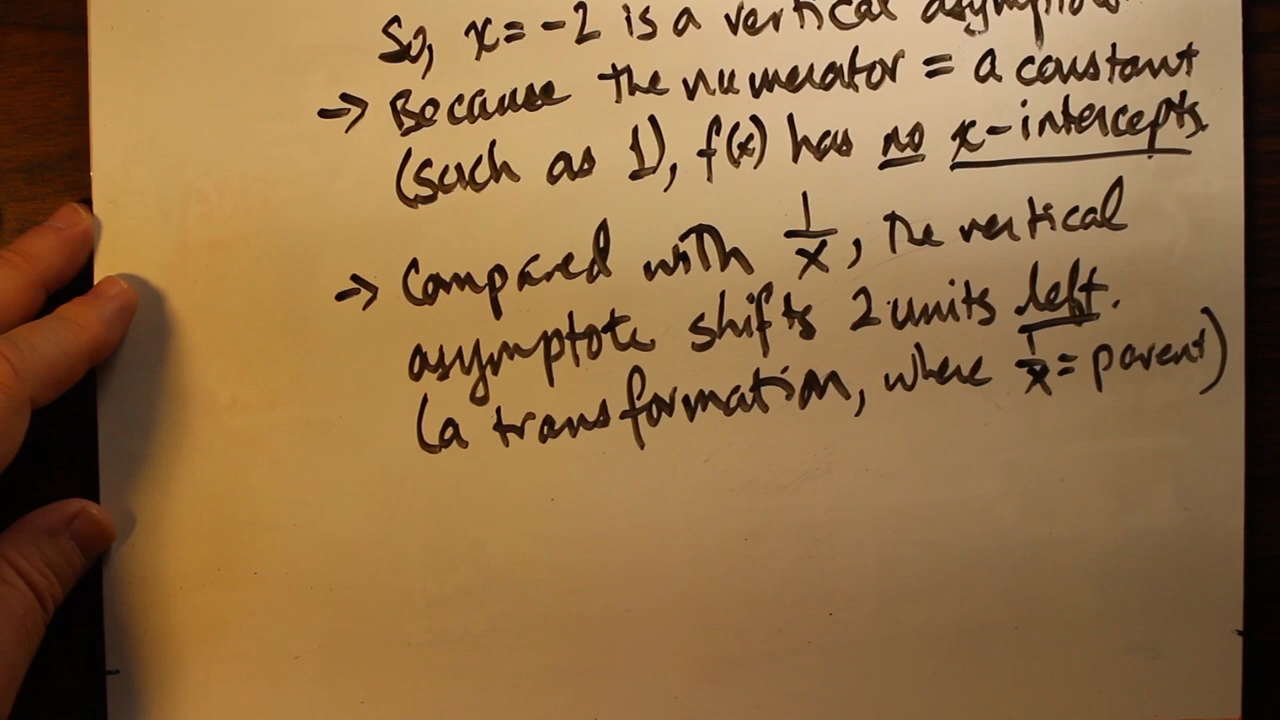 So, x = -2 is a vertical asymptote
→ Because the numerator = a constant
(such as 1), f(x) has no x-intercepts.
→ Compared with 1/x, the vertical
asymptote shifts 2 units left.
(a transformation, where 1/x = parent)